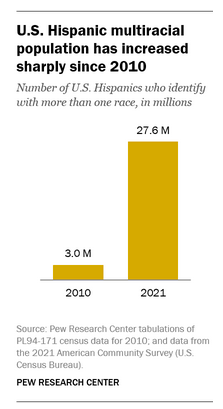 U.S. Hispanic multiracial
population has increased
sharply since 2010
Number of U.S. Hispanics who identify
with more than one race, in millions
27.6 M
3.0 M
2010
2021
Source: Pew Research Center tabulations of
PL94-171 census data for 2010; and data from
the 2021 American Community Survey (U.S.
Census Bureau).
PEW RESEARCH CENTER